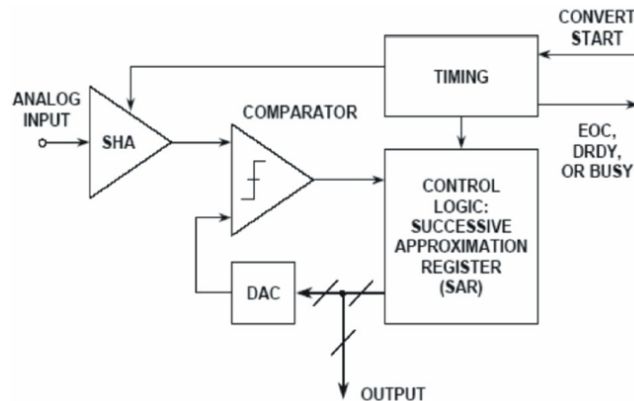 CONVERT
START
TIMING
ANALOG
INPUT
COMPARATOR
SHA
EOC,
DRDY,
OR BUSY
CONTROL
LOGIC:
SUCCESSIVE
APPROXIMATION
REGISTER
(SAR)
DAC
OUTPUT